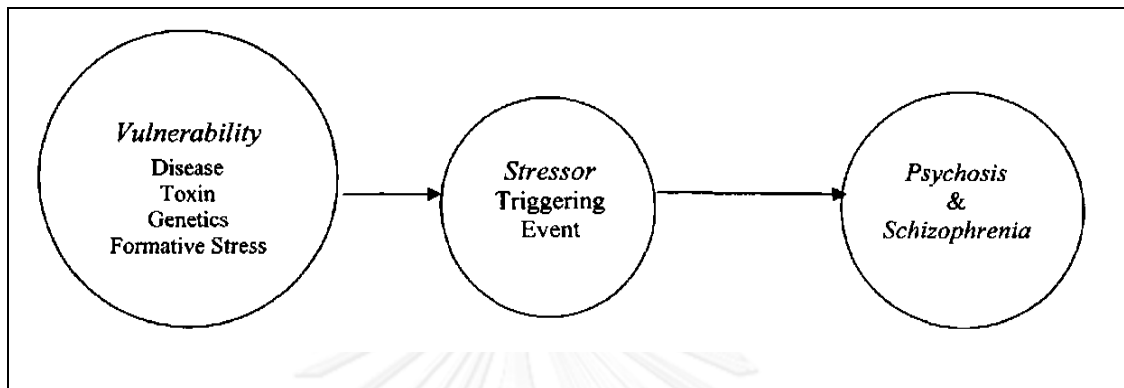 Vulnerability
Disease
Toxin
Genetics
Formative Stress
Stressor
Triggering
Event
Psychosis
&
Schizophrenia